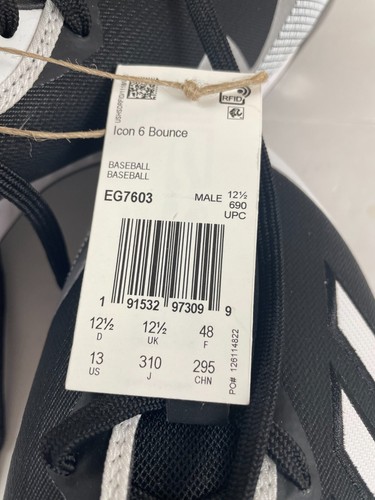 RFID
Icon 6 Bounce
BASEBALL
BASEBALL
EG7603
MALE 12½
690
UPC
1 91532 97309 9
12½ 12½ 48
D UK F
13 310 295
US J CHN
PO# 126114822